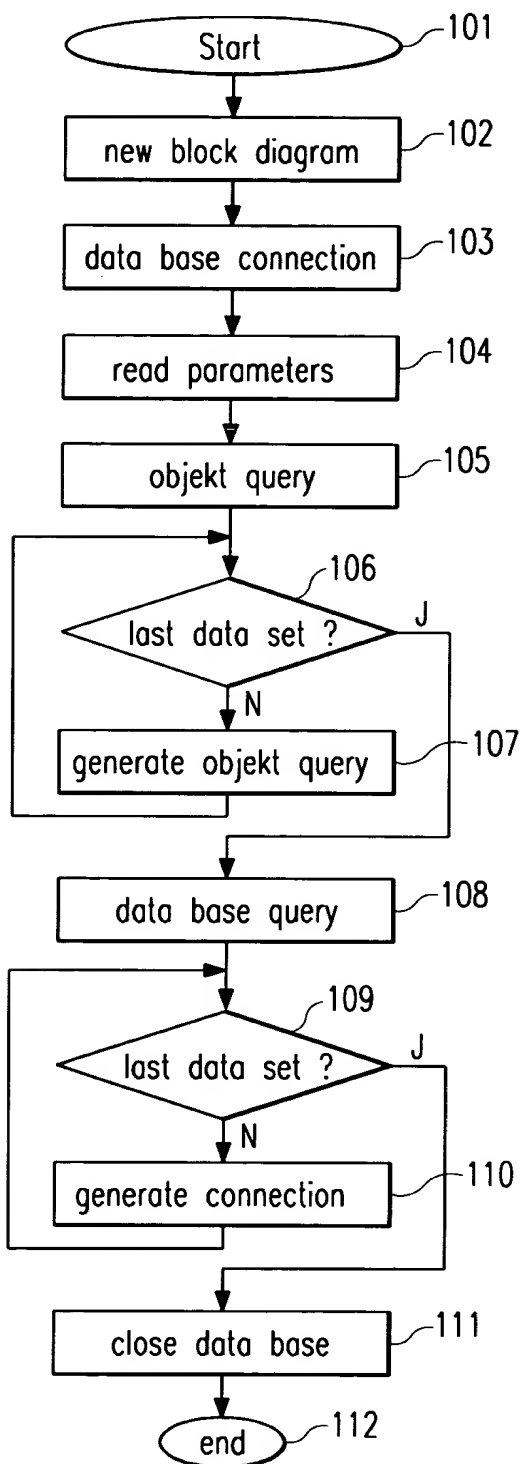 Start
101
new block diagram
102
data base connection
103
read parameters
104
objekt query
105
106
last data set ?
J
N
generate objekt query
107
data base query
108
109
last data set ?
J
N
generate connection
110
close data base
111
end
112